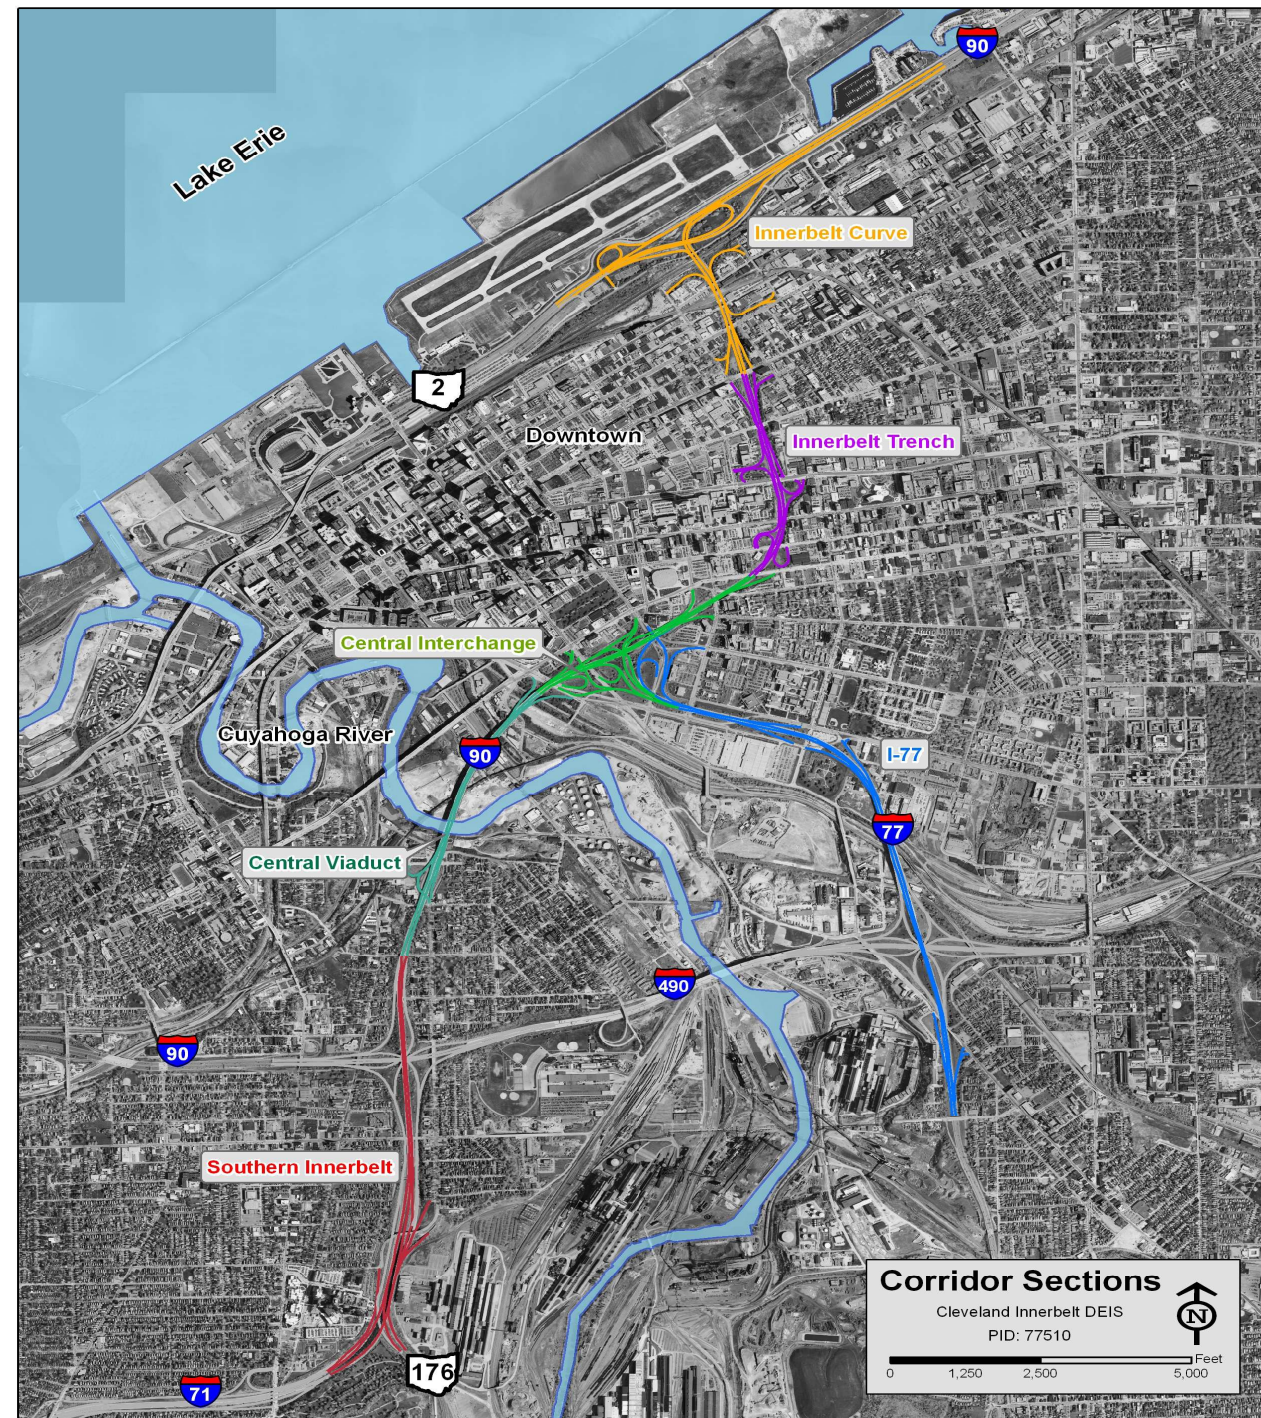 90
Lake Erie
Innerbelt Curve
2
Downtown
Innerbelt Trench
Central Interchange
Cuyahoga River
90
I-77
77
Central Viaduct
490
90
Southern Innerbelt
176
71
Corridor Sections
Cleveland Innerbelt DEIS
PID: 77510
N
Feet
0 1,250 2,500 5,000